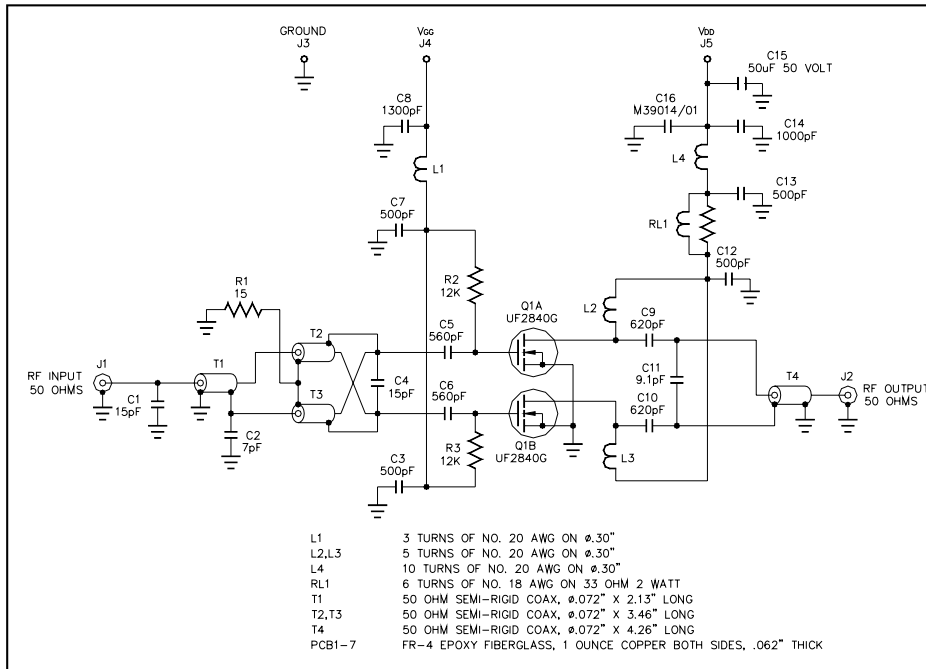 GROUND
J3
VGG
J4
VDD
J5
C15
50uF 50 VOLT
C8
1300pF
C16
M39014/01
C14
1000pF
L1
L4
C13
500pF
C7
500pF
RL1
C12
500pF
R1
15
R2
12K
Q1A
UF2840G
L2
C9
620pF
T2
C5
560pF
J1
RF INPUT
50 OHMS
T1
C1
15pF
T3
C4
15pF
C6
560pF
C11
9.1pF
T4
J2
RF OUTPUT
50 OHMS
C10
620pF
C2
7pF
R3
12K
Q1B
UF2840G
L3
C3
500pF
L1 3 TURNS OF NO. 20 AWG ON ø.30"
L2,L3 5 TURNS OF NO. 20 AWG ON ø.30"
L4 10 TURNS OF NO. 20 AWG ON ø.30"
RL1 6 TURNS OF NO. 18 AWG ON 33 OHM 2 WATT
T1 50 OHM SEMI-RIGID COAX, ø.072" X 2.13" LONG
T2,T3 50 OHM SEMI-RIGID COAX, ø.072" X 3.46" LONG
T4 50 OHM SEMI-RIGID COAX, ø.072" X 4.26" LONG
PCB1-7 FR-4 EPOXY FIBERGLASS, 1 OUNCE COPPER BOTH SIDES, .062" THICK